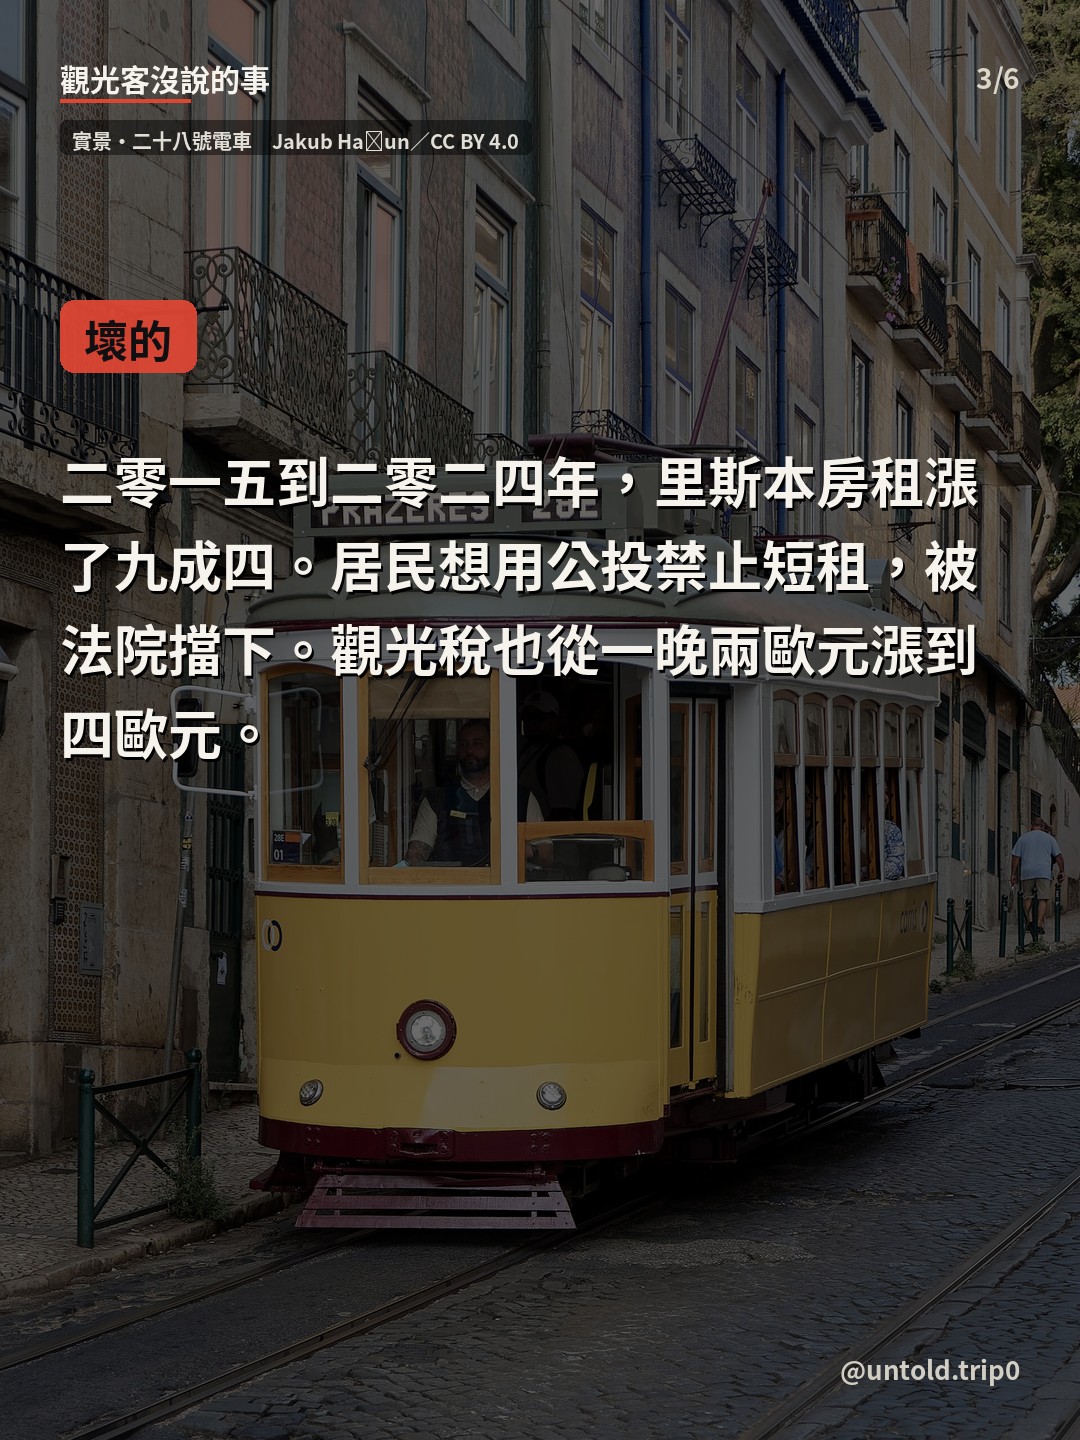 觀光客沒說的事
3/6
實景・二十八號電車 Jakub Ha□un／CC BY 4.0
壞的
二零一五到二零二四年，里斯本房租漲
了九成四。居民想用公投禁止短租，被
法院擋下。觀光稅也從一晚兩歐元漲到
四歐元。
PRAZERES 28E
28E
01
@untold.trip0